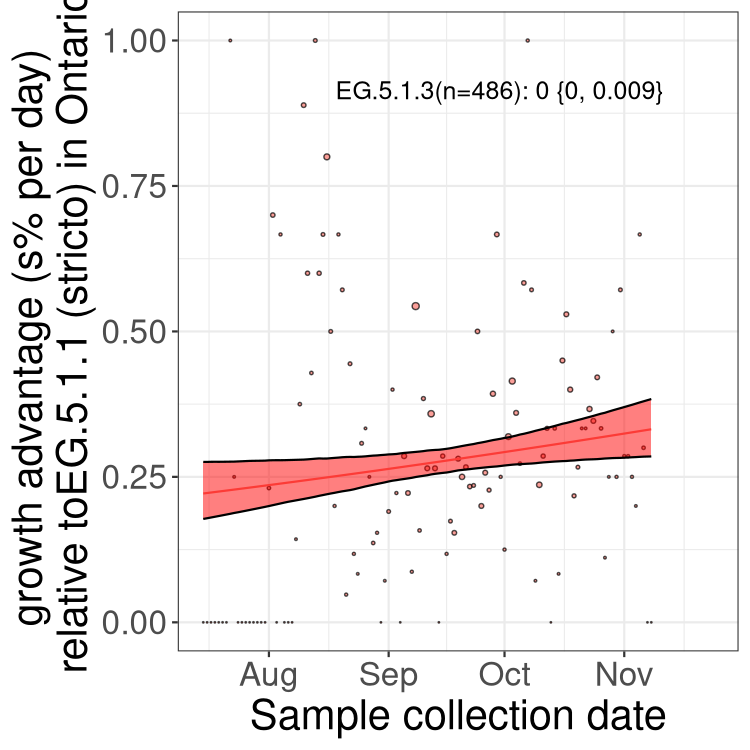 growth advantage (s% per day)
relative toEG.5.1.1 (stricto) in Ontario
1.00
0.75
0.50
0.25
0.00
EG.5.1.3(n=486): 0 {0, 0.009}
Aug Sep Oct Nov
Sample collection date